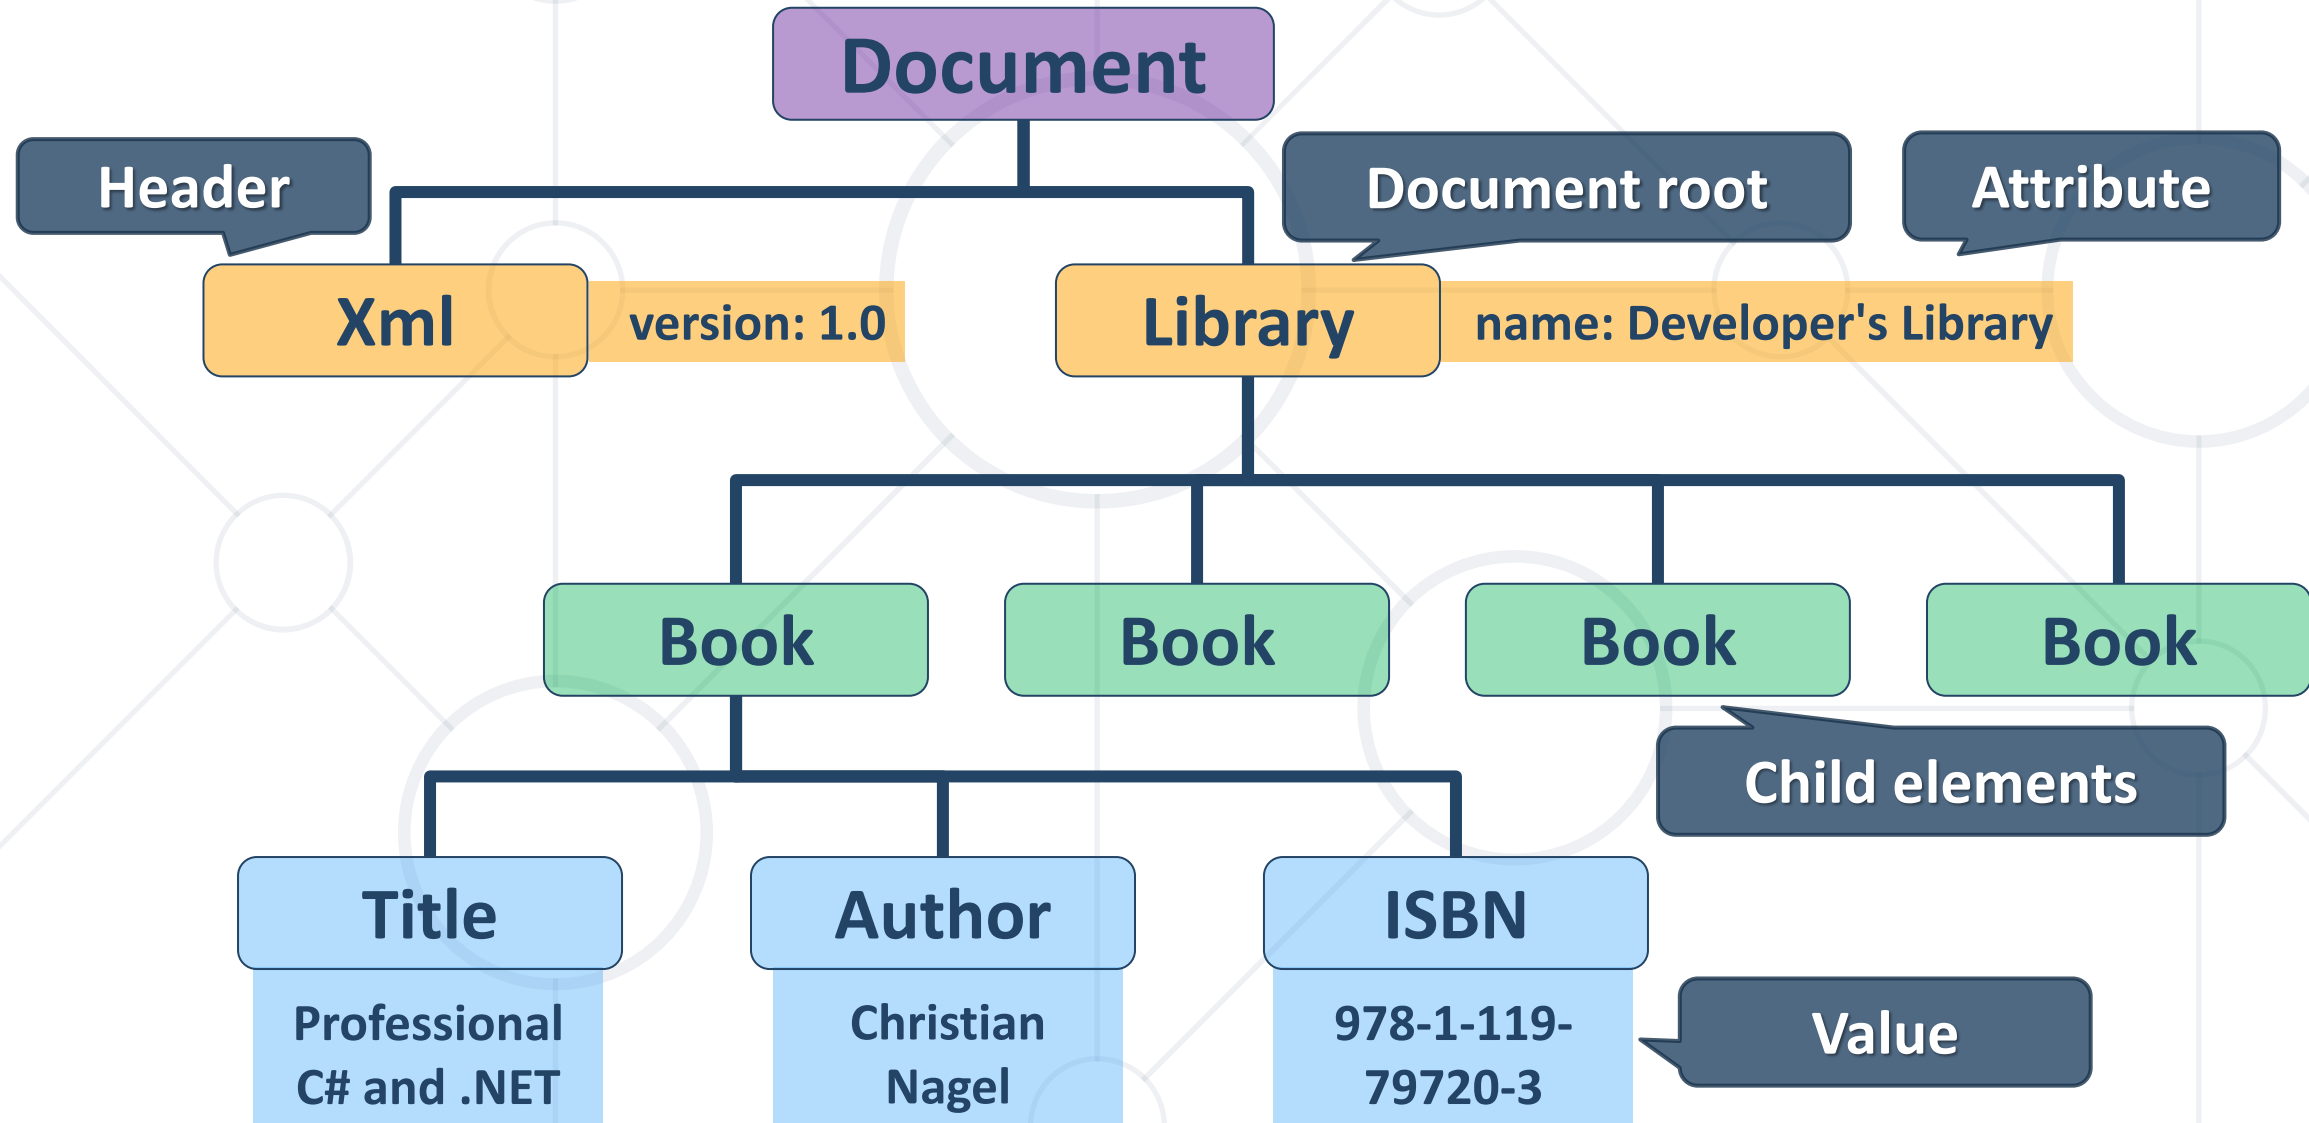 Document
Header
Document root
Attribute
Xml
version: 1.0
Library
name: Developer's Library
Book
Book
Book
Book
Child elements
Title
Author
ISBN
Professional
C# and .NET
Christian
Nagel
978-1-119-
79720-3
Value